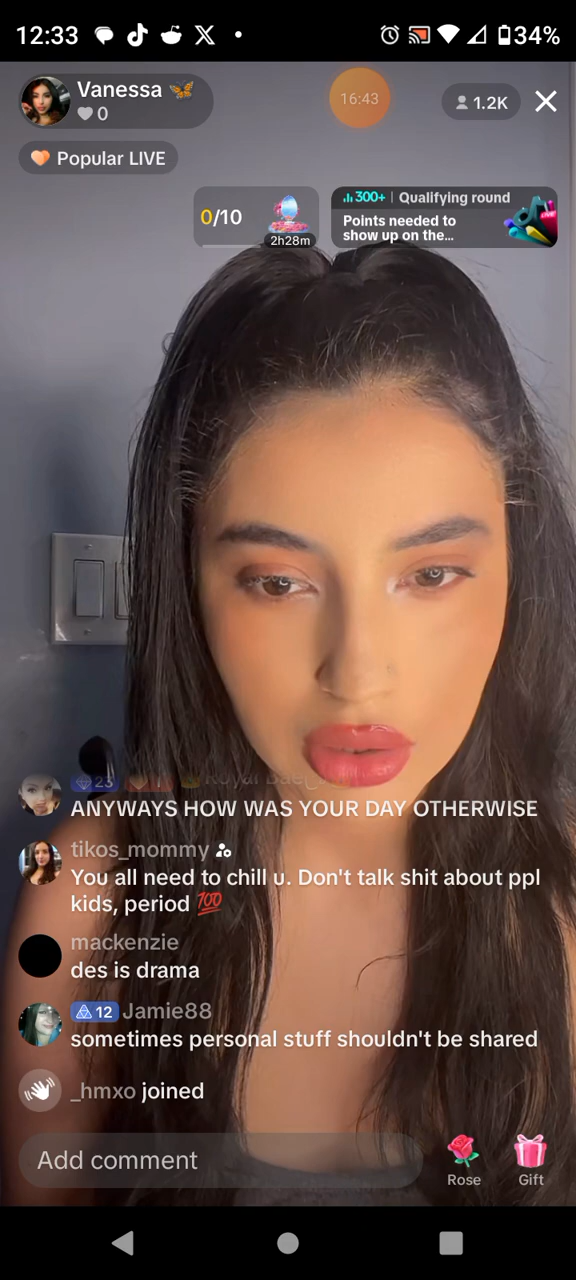 12:33
34%
Vanessa 🦋
0
16:43
1.2K
Popular LIVE
0/10
2h28m
300+ | Qualifying round
Points needed to
show up on the...
LIVE
23 Royal Bae
ANYWAYS HOW WAS YOUR DAY OTHERWISE
tikos_mommy
You all need to chill u. Don't talk shit about ppl
kids, period 💯
mackenzie
des is drama
12 Jamie88
sometimes personal stuff shouldn't be shared
_hmxo joined
Add comment
Rose
Gift